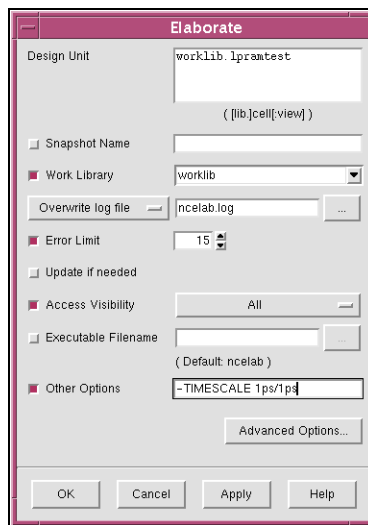 Elaborate
Design Unit
worklib.lpramtest
( [lib.]cell[:view] )
Snapshot Name
Work Library worklib
Overwrite log file ncelab.log ...
Error Limit 15
Update if needed
Access Visibility All
Executable Filename ...
( Default: ncelab )
Other Options -TIMESCALE 1ps/1ps
Advanced Options...
OK Cancel Apply Help